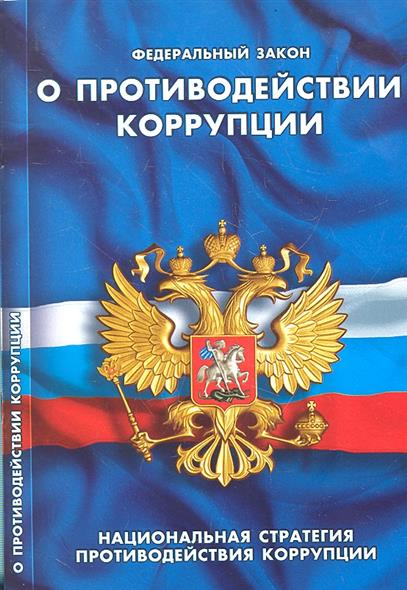 ФЕДЕРАЛЬНЫЙ ЗАКОН
О ПРОТИВОДЕЙСТВИИ
КОРРУПЦИИ
НАЦИОНАЛЬНАЯ СТРАТЕГИЯ
ПРОТИВОДЕЙСТВИЯ КОРРУПЦИИ
О ПРОТИВОДЕЙСТВИИ КОРРУПЦИИ